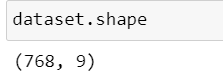 dataset.shape
(768, 9)